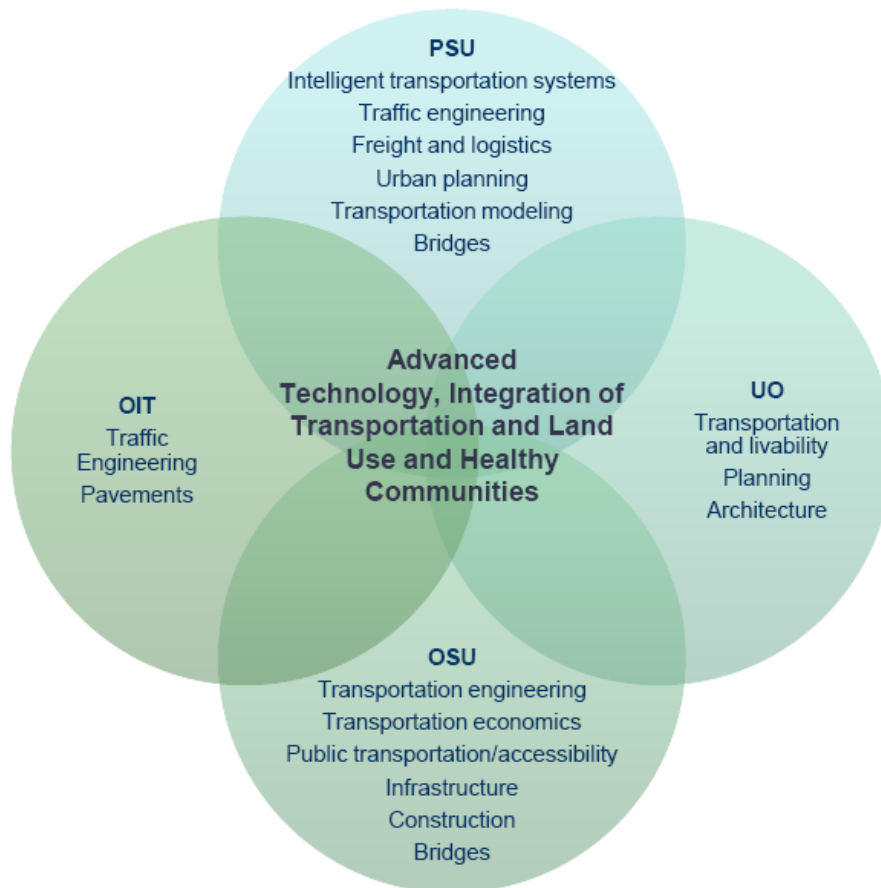 PSU
Intelligent transportation systems
Traffic engineering
Freight and logistics
Urban planning
Transportation modeling
Bridges
Advanced
Technology, Integration of
Transportation and Land
Use and Healthy
Communities
OIT
Traffic
Engineering
Pavements
UO
Transportation
and livability
Planning
Architecture
OSU
Transportation engineering
Transportation economics
Public transportation/accessibility
Infrastructure
Construction
Bridges